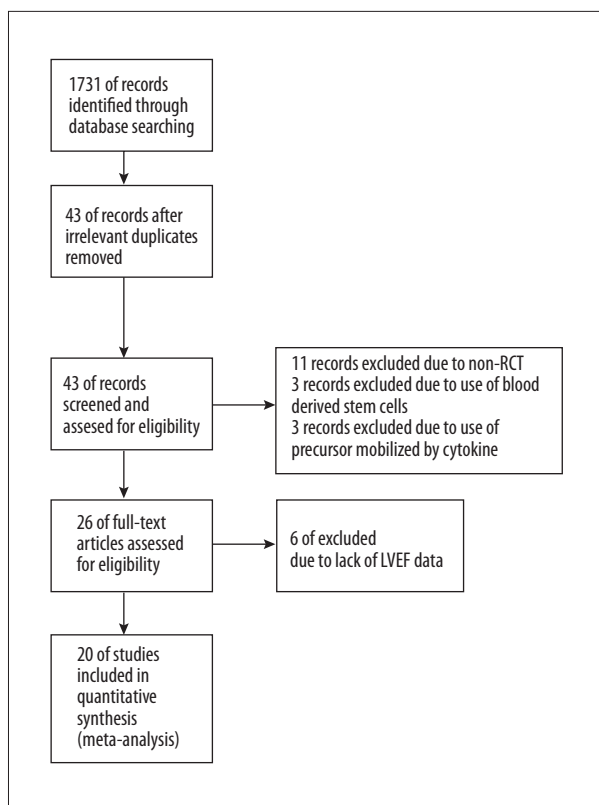 1731 of records
identified through
database searching
43 of records after
irrelevant duplicates
removed
43 of records
screened and
assesed for eligibility
11 records excluded due to non-RCT
3 records excluded due to use of blood
derived stem cells
3 records excluded due to use of
precursor mobilized by cytokine
26 of full-text
articles assessed
for eligibility
6 of excluded
due to lack of LVEF data
20 of studies
included in
quantitative
synthesis
(meta-analysis)